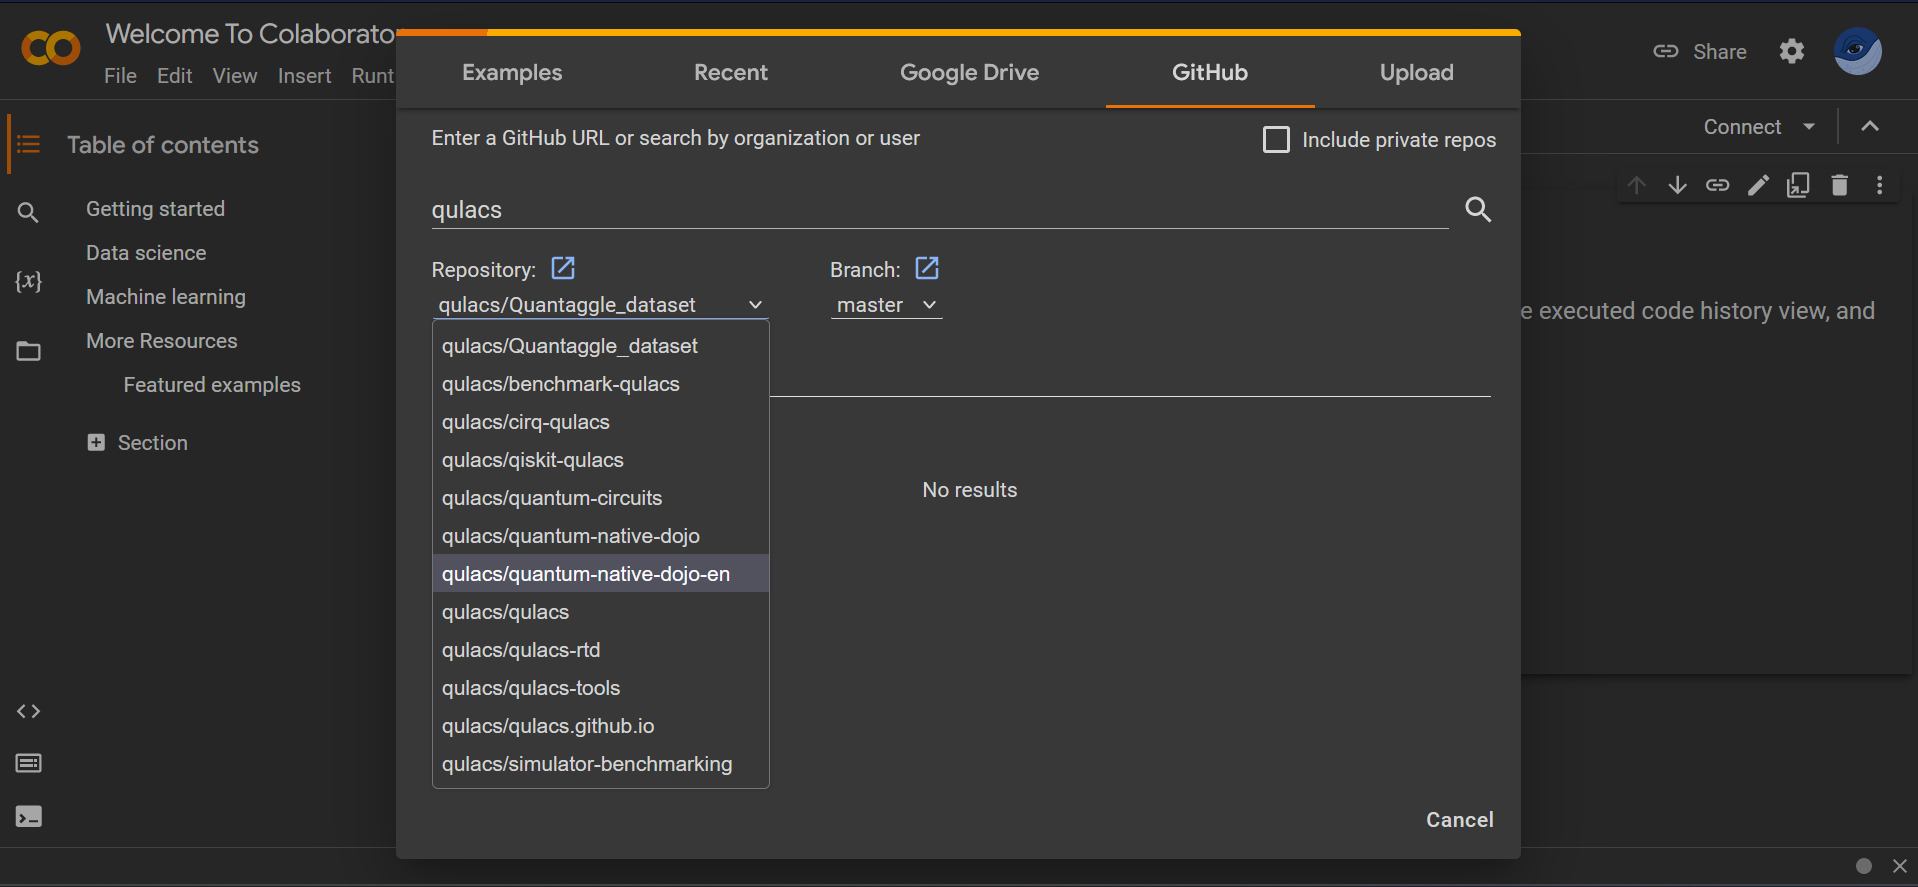 Welcome To Colaborato
File Edit View Insert Runt
Share
Examples Recent Google Drive GitHub Upload
Enter a GitHub URL or search by organization or user
Include private repos
Connect
Table of contents
Getting started
Data science
Machine learning
More Resources
Featured examples
Section
{x}
qulacs
Repository:
Branch:
qulacs/Quantaggle_dataset
master
qulacs/Quantaggle_dataset
qulacs/benchmark-qulacs
qulacs/cirq-qulacs
qulacs/qiskit-qulacs
qulacs/quantum-circuits
qulacs/quantum-native-dojo
qulacs/quantum-native-dojo-en
qulacs/qulacs
qulacs/qulacs-rtd
qulacs/qulacs-tools
qulacs/qulacs.github.io
qulacs/simulator-benchmarking
No results
e executed code history view, and
Cancel